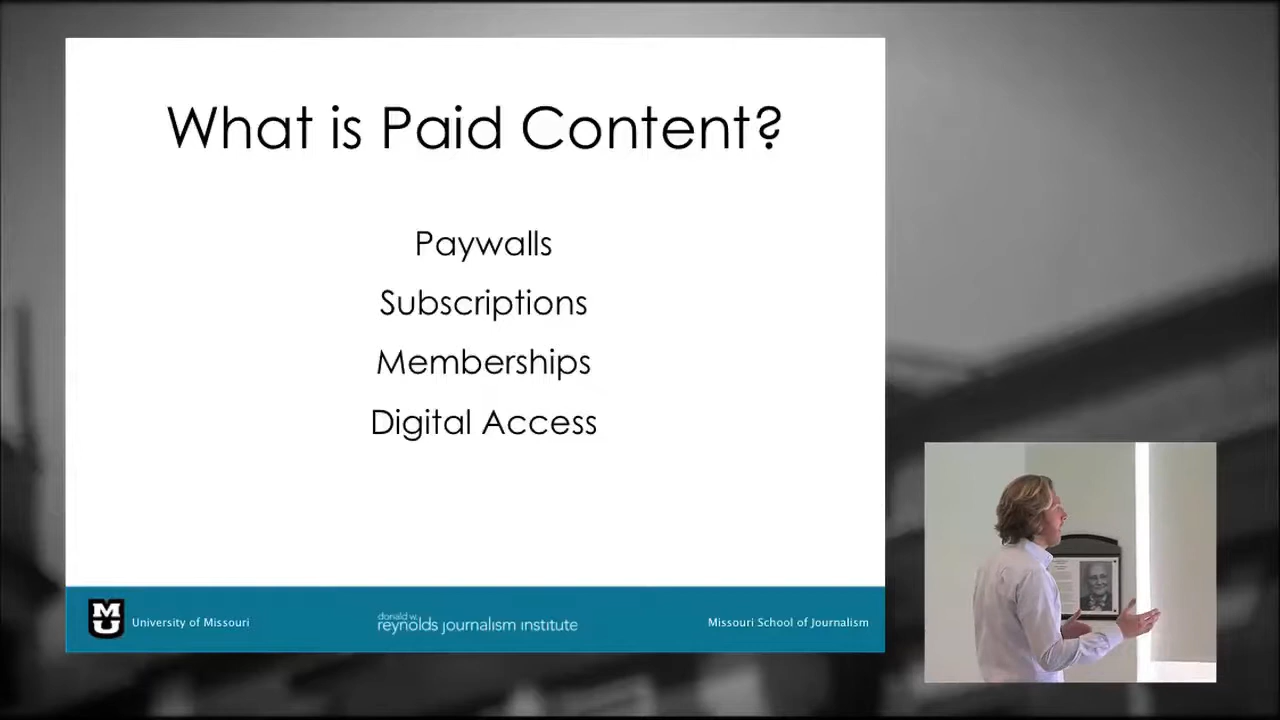 What is Paid Content?
Paywalls
Subscriptions
Memberships
Digital Access
MU
University of Missouri
donald w.
reynolds journalism institute
Missouri School of Journalism